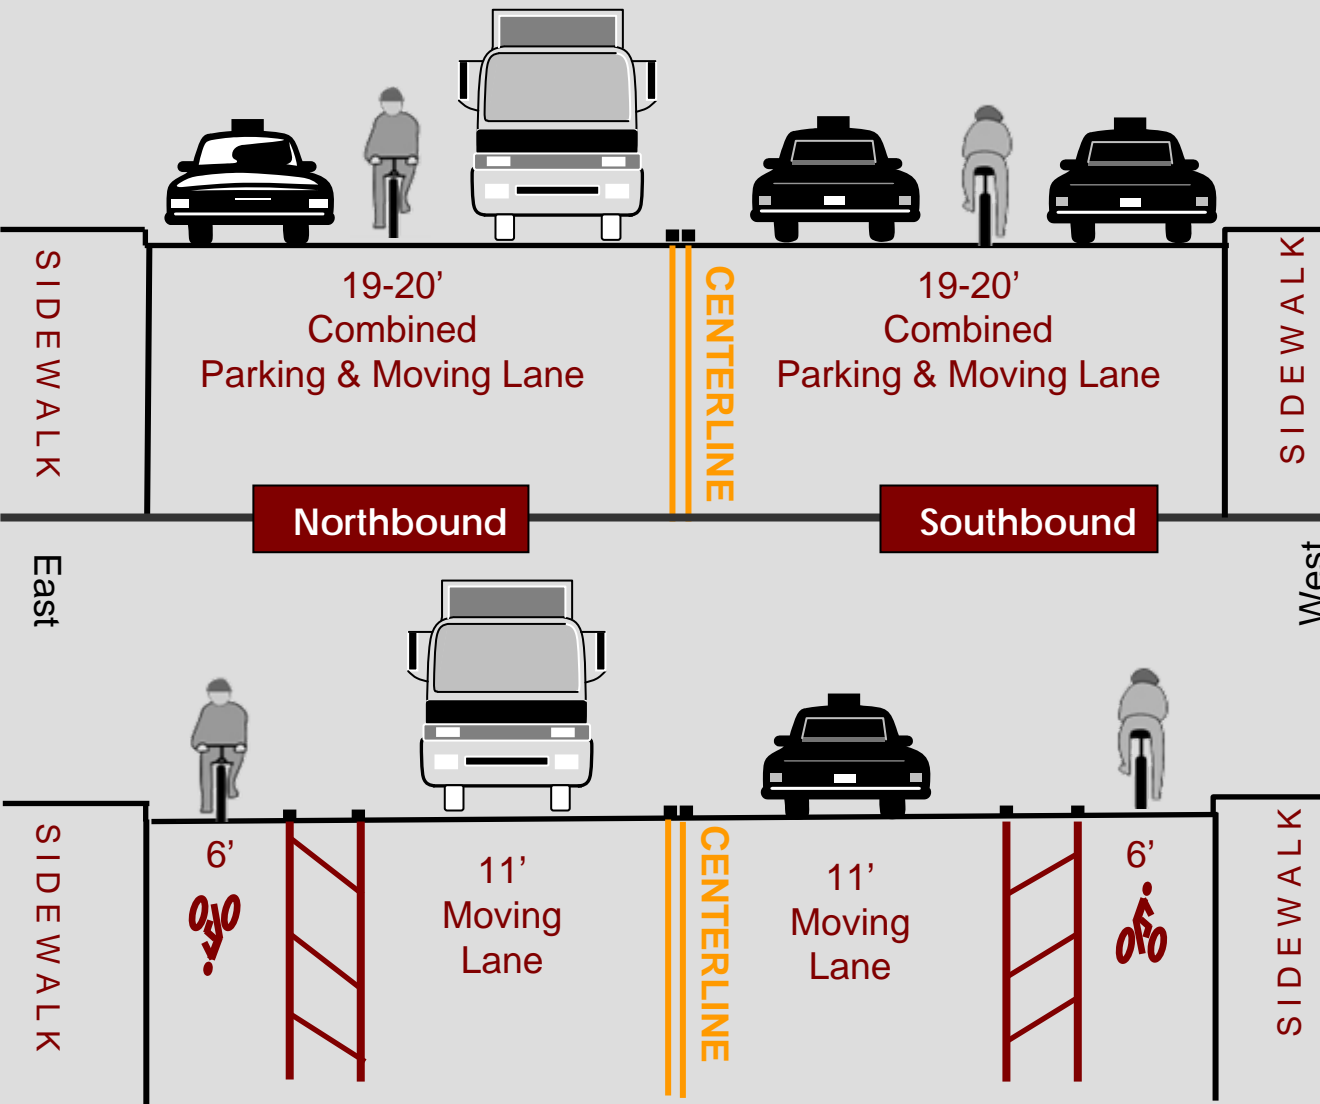 SIDEWALK
19-20’
Combined
Parking & Moving Lane
CENTERLINE
19-20’
Combined
Parking & Moving Lane
SIDEWALK
Northbound
Southbound
East
West
SIDEWALK
6’
11’
Moving
Lane
CENTERLINE
11’
Moving
Lane
6’
SIDEWALK